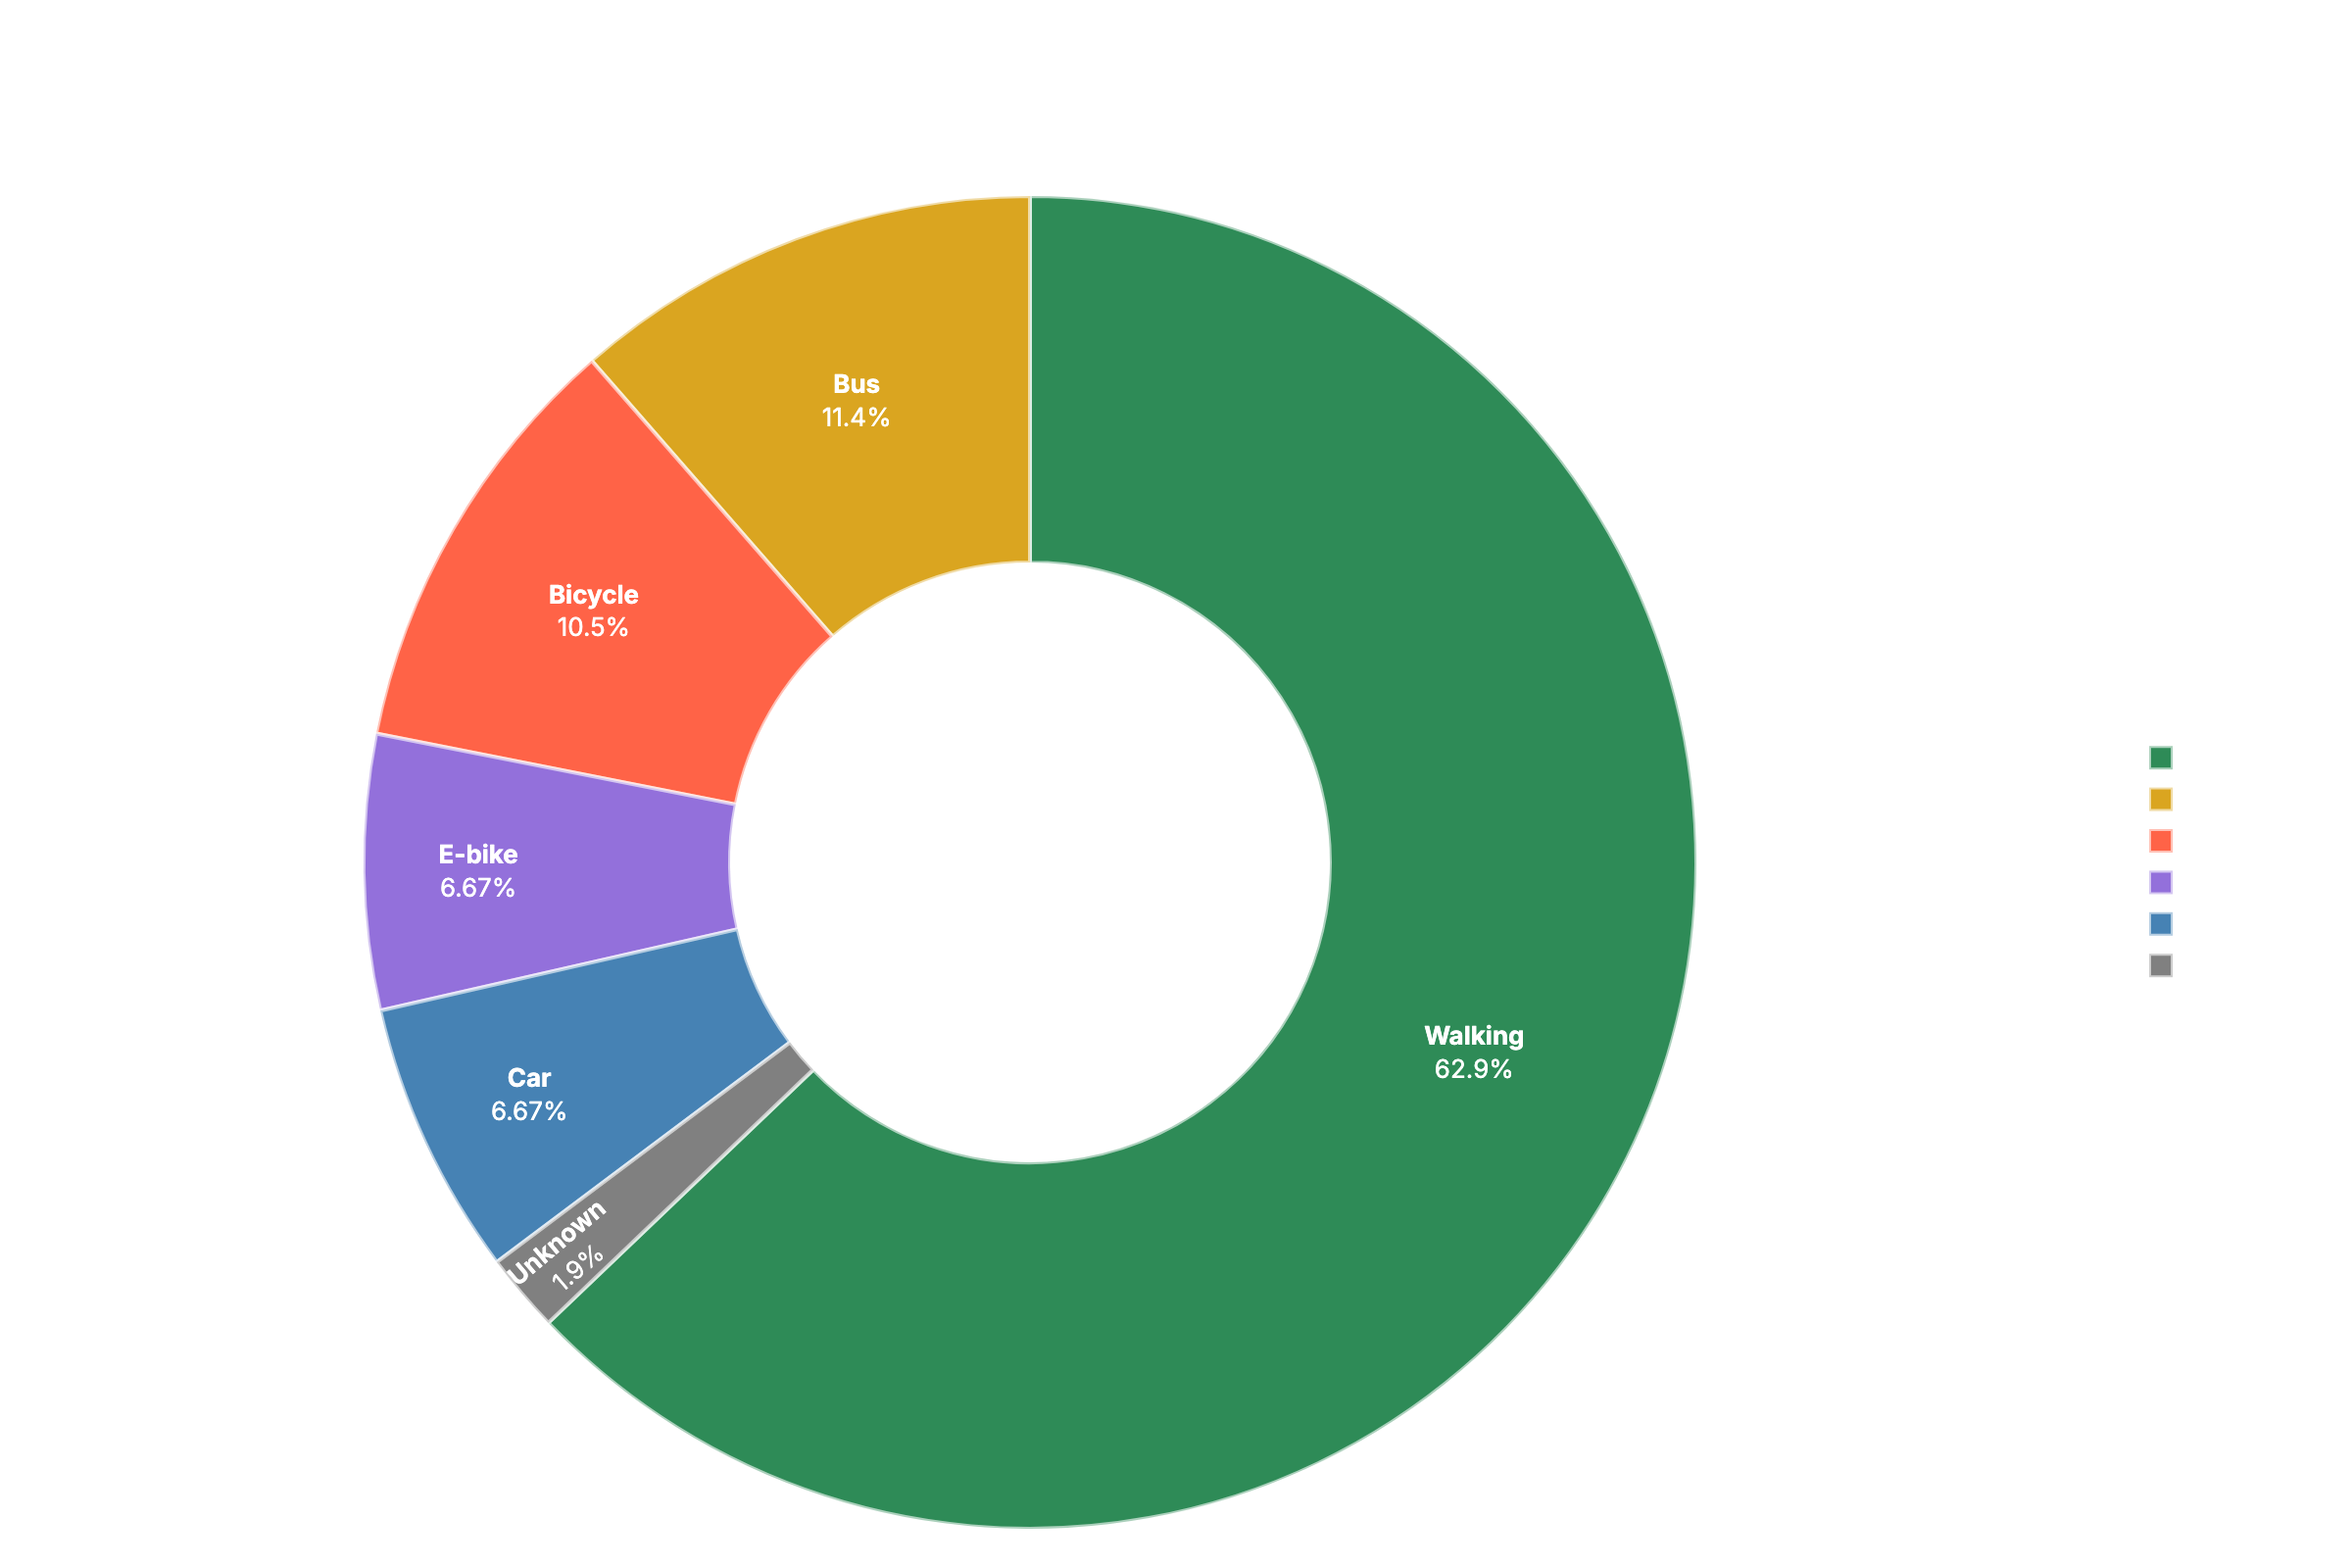 Bus
11.4%
Bicycle
10.5%
E-bike
6.67%
Car
6.67%
Unknown
1.9%
Walking
62.9%